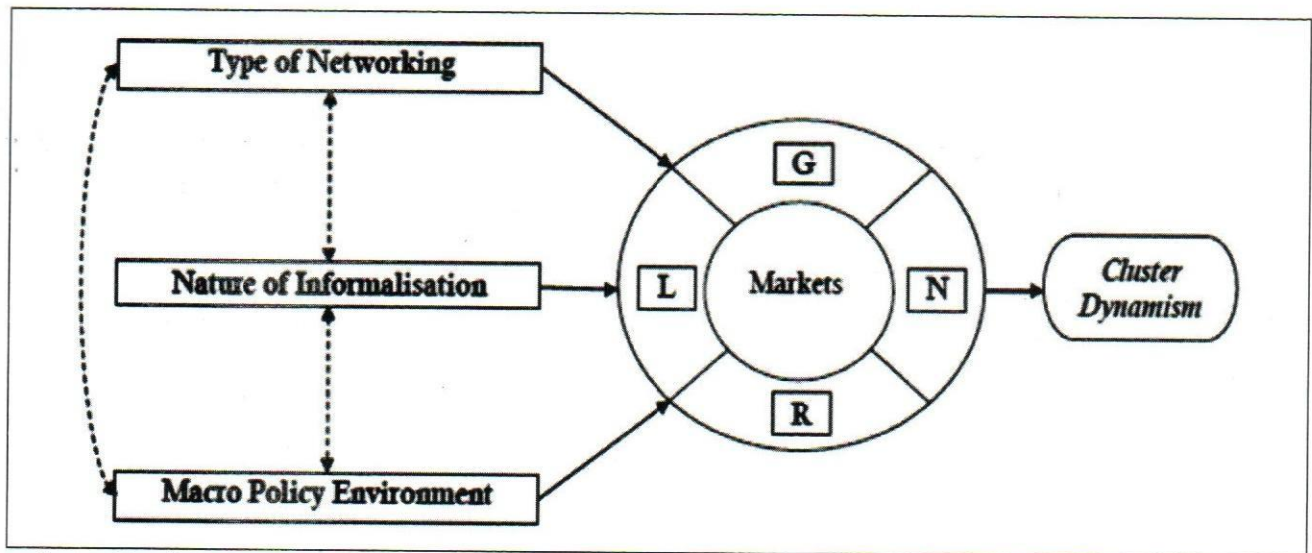 Type of Networking
Nature of Informalisation
Macro Policy Environment
G
L
Markets
N
R
Cluster
Dynamism